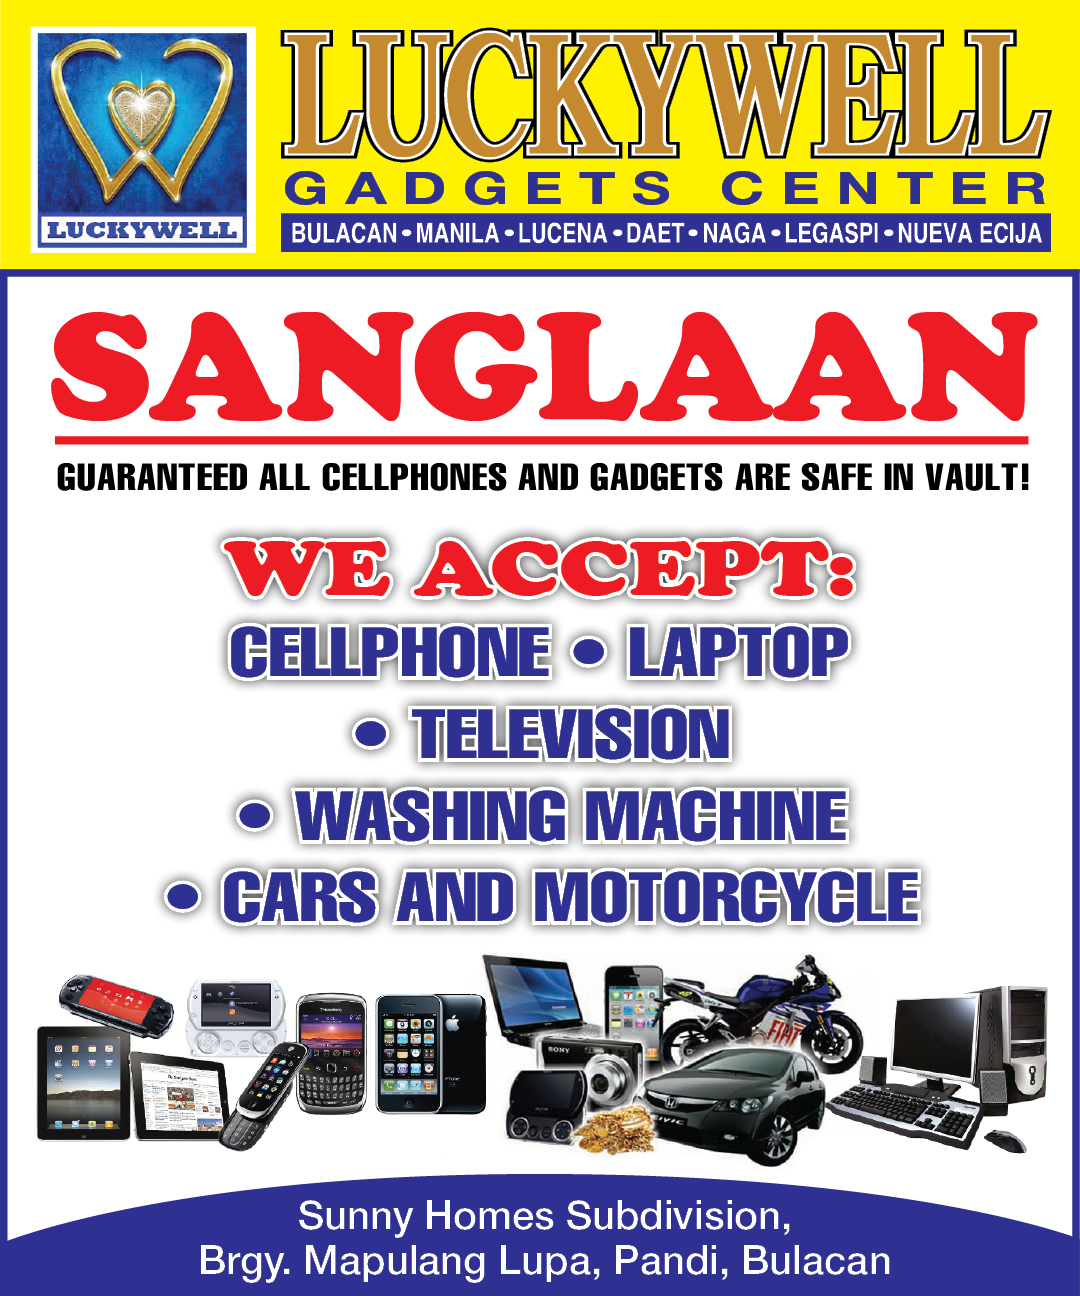 LUCKYWELL
LUCKYWELL
GADGETS CENTER
BULACAN • MANILA • LUCENA • DAET • NAGA • LEGASPI • NUEVA ECIJA
SANGLAAN
GUARANTEED ALL CELLPHONES AND GADGETS ARE SAFE IN VAULT!
WE ACCEPT:
CELLPHONE • LAPTOP
• TELEVISION
• WASHING MACHINE
• CARS AND MOTORCYCLE
SONY
FIAT
CIVIC
Sunny Homes Subdivision,
Brgy. Mapulang Lupa, Pandi, Bulacan